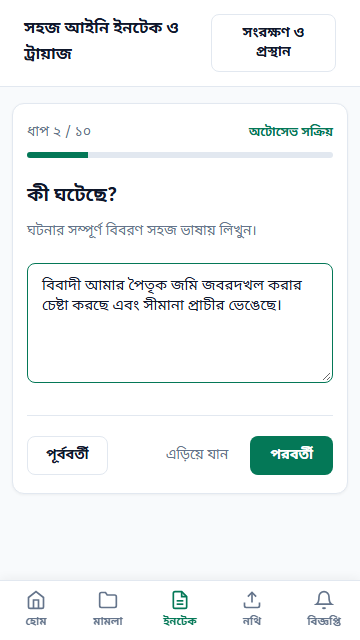 সহজ আইনি ইনটেক ও
ট্রায়াজ
সংরক্ষণ ও
প্রস্থান
ধাপ ২ / ১০
অটোসেভ সক্রিয়
কী ঘটেছে?
ঘটনার সম্পূর্ণ বিবরণ সহজ ভাষায় লিখুন।
বিবাদী আমার পৈতৃক জমি জবরদখল করার
চেষ্টা করছে এবং সীমানা প্রাচীর ভেঙেছে।
পূর্ববর্তী
এড়িয়ে যান
পরবর্তী
হোম
মামলা
ইনটেক
নথি
বিজ্ঞপ্তি